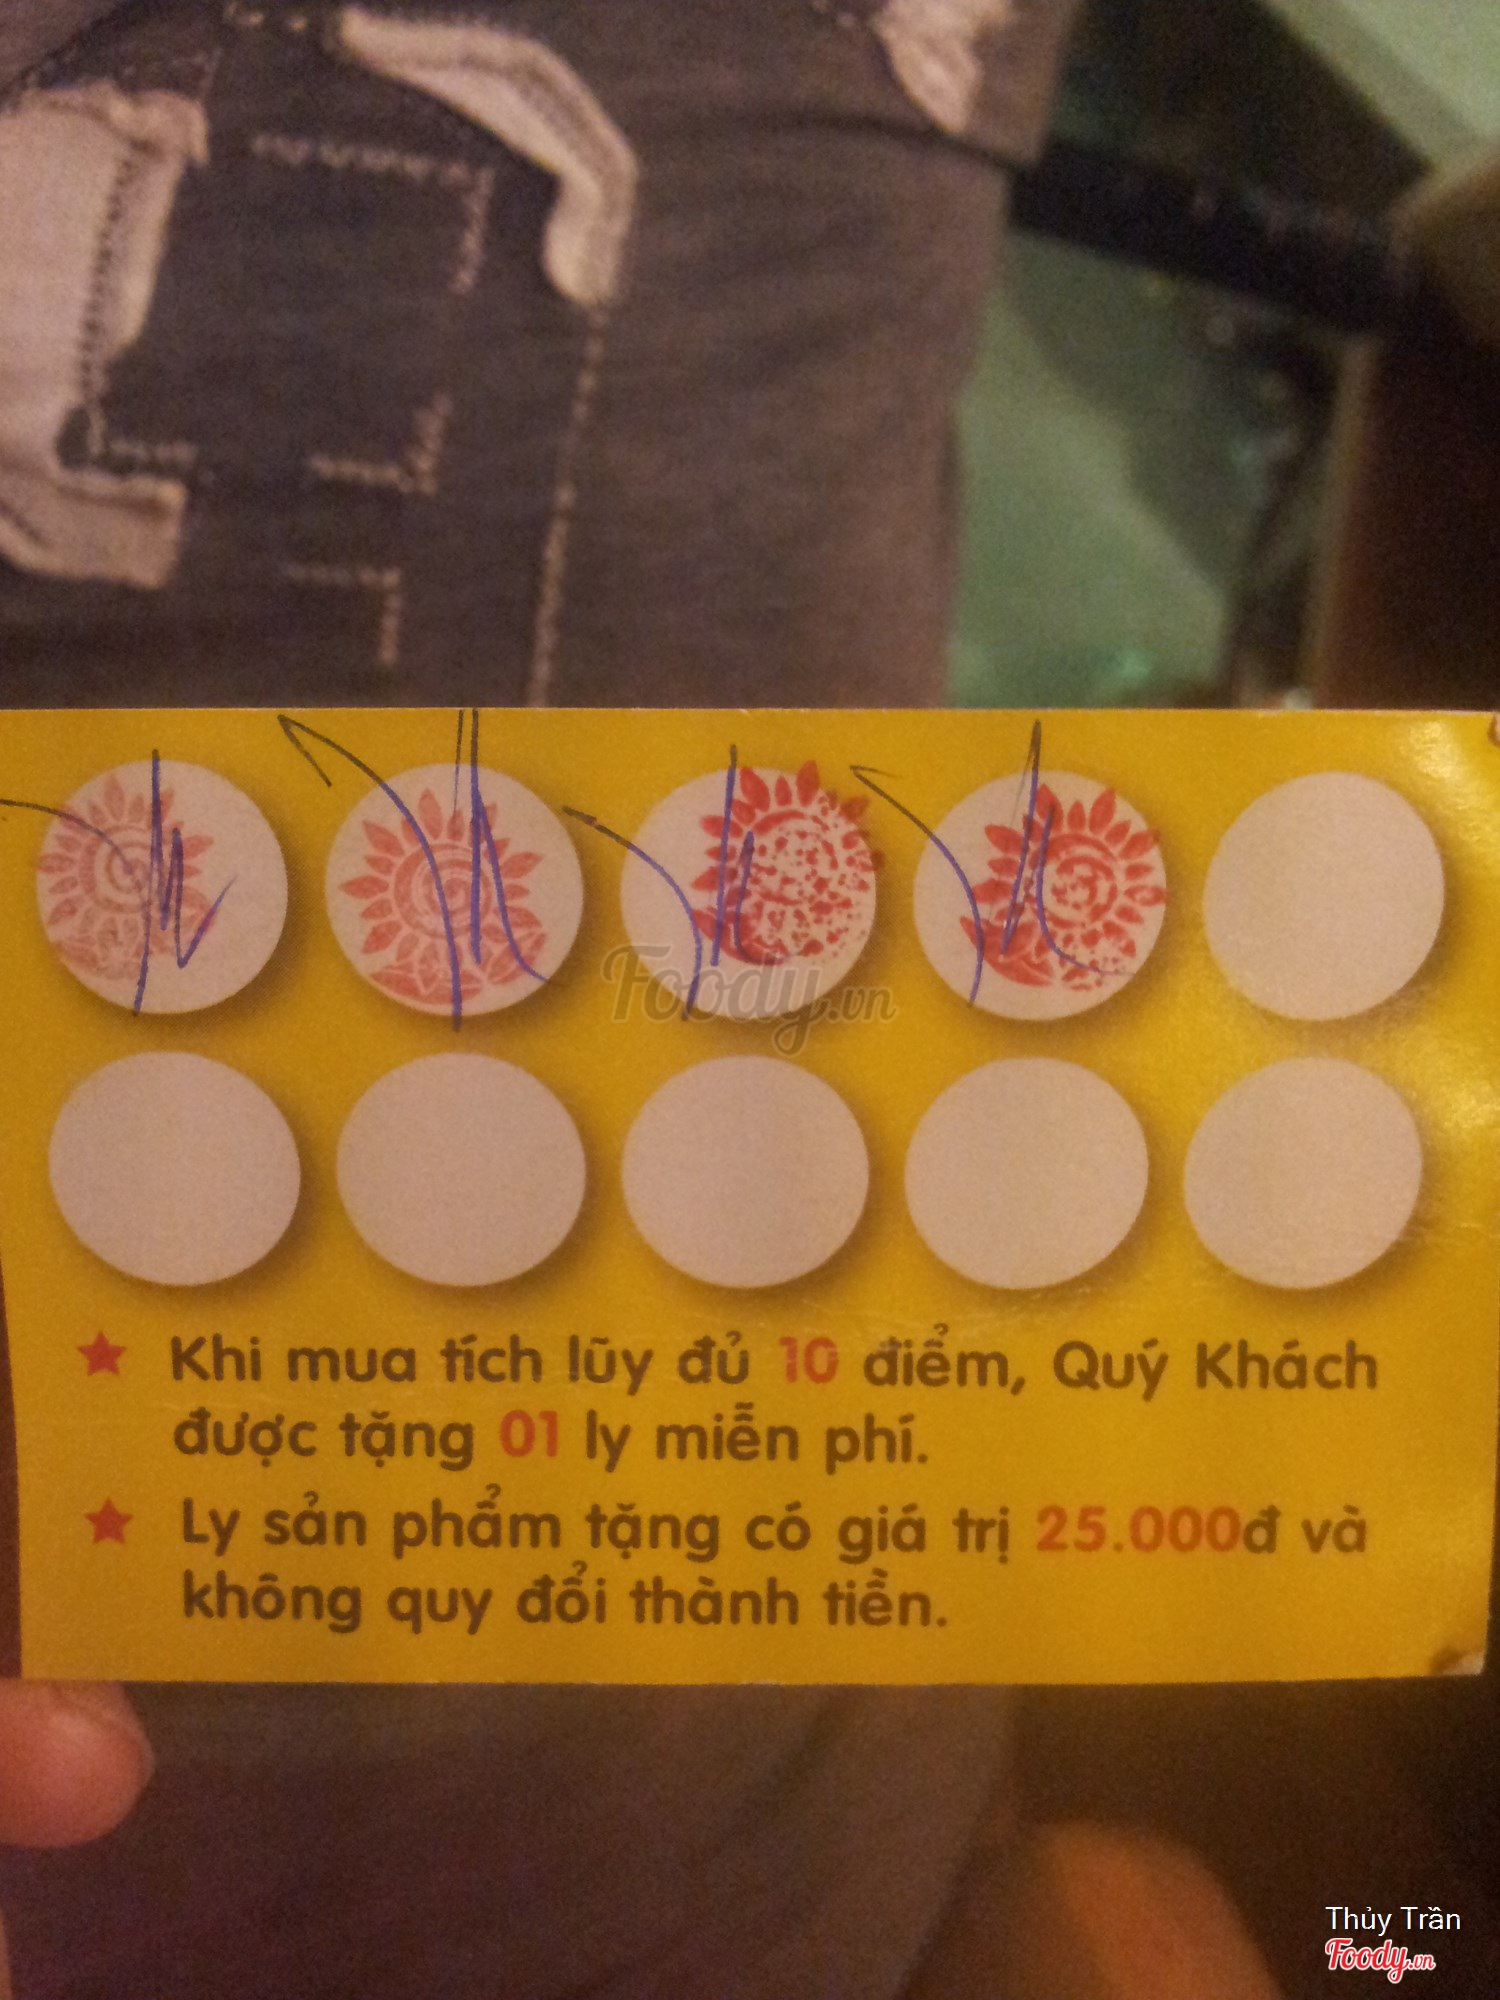 Foody.vn
★ Khi mua tích lũy đủ 10 điểm, Quý Khách
được tặng 01 ly miễn phí.
★ Ly sản phẩm tặng có giá trị 25.000đ và
không quy đổi thành tiền.
Thủy Trần
Foody.vn